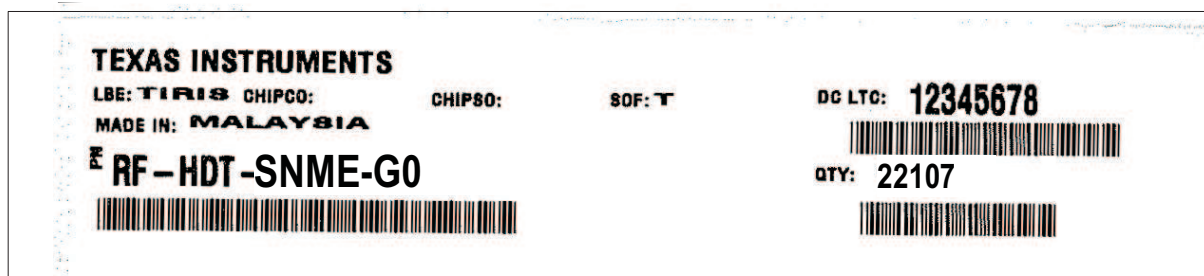 TEXAS INSTRUMENTS
LBE: TIRIS CHIPCO: CHIPSO: SOF: T DC LTC: 12345678
MADE IN: MALAYSIA
PN RF-HDT-SNME-G0
QTY: 22107